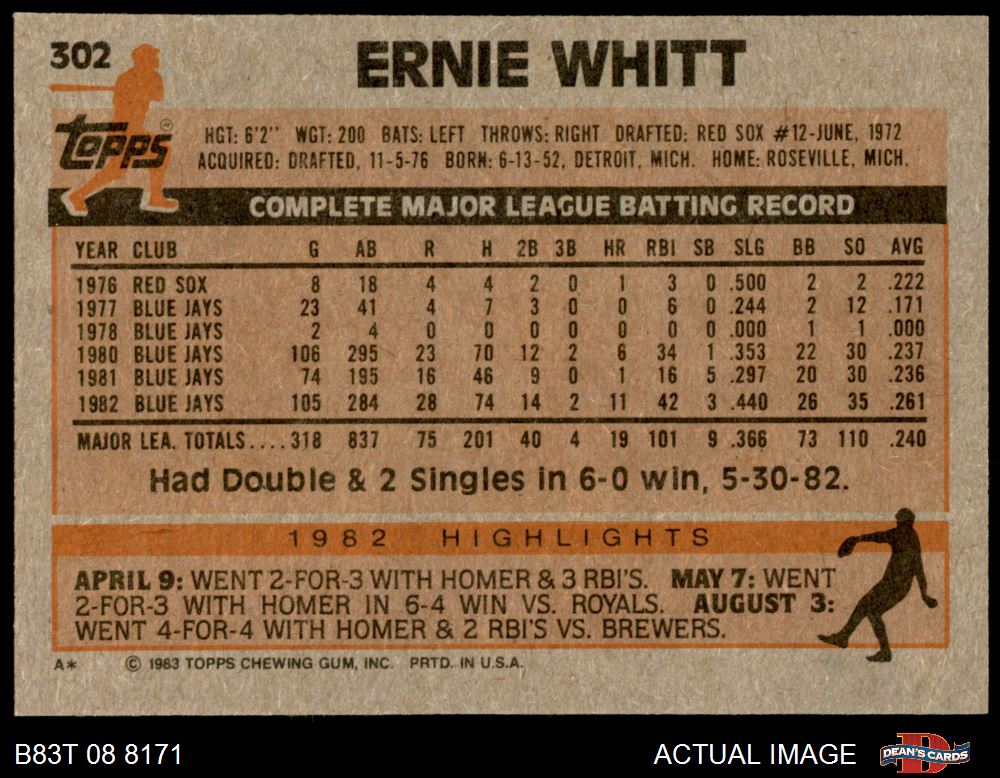 302
ERNIE WHITT
Topps®
HGT: 6'2" WGT: 200 BATS: LEFT THROWS: RIGHT DRAFTED: RED SOX #12-JUNE, 1972
ACQUIRED: DRAFTED, 11-5-76 BORN: 6-13-52, DETROIT, MICH. HOME: ROSEVILLE, MICH.
COMPLETE MAJOR LEAGUE BATTING RECORD
YEAR CLUB G AB R H 2B 3B HR RBI SB SLG BB SO AVG
1976 RED SOX 8 18 4 4 2 0 1 3 0 .500 2 2 .222
1977 BLUE JAYS 23 41 4 7 3 0 0 6 0 .244 2 12 .171
1978 BLUE JAYS 2 4 0 0 0 0 0 0 0 .000 1 1 .000
1980 BLUE JAYS 106 295 23 70 12 2 6 34 1 .353 22 30 .237
1981 BLUE JAYS 74 195 16 46 9 0 1 16 5 .297 20 30 .236
1982 BLUE JAYS 105 284 28 74 14 2 11 42 3 .440 26 35 .261
MAJOR LEA. TOTALS....318 837 75 201 40 4 19 101 9 .366 73 110 .240
Had Double & 2 Singles in 6-0 win, 5-30-82.
1982 HIGHLIGHTS
APRIL 9: WENT 2-FOR-3 WITH HOMER & 3 RBI'S. MAY 7: WENT
2-FOR-3 WITH HOMER IN 6-4 WIN VS. ROYALS. AUGUST 3:
WENT 4-FOR-4 WITH HOMER & 2 RBI'S VS. BREWERS.
A* © 1983 TOPPS CHEWING GUM, INC. PRTD. IN U.S.A.
B83T 08 8171 ACTUAL IMAGE D DEAN'S CARDS